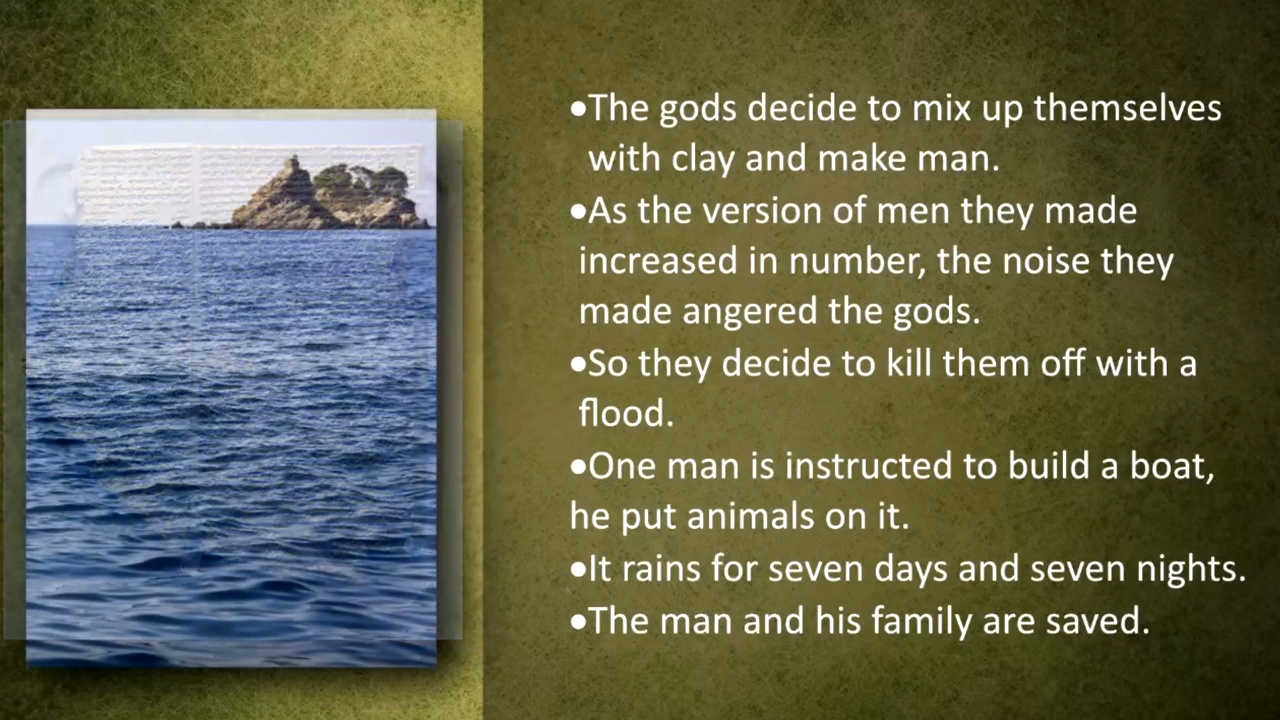 •The gods decide to mix up themselves
with clay and make man.
•As the version of men they made
increased in number, the noise they
made angered the gods.
•So they decide to kill them off with a
flood.
•One man is instructed to build a boat,
he put animals on it.
•It rains for seven days and seven nights.
•The man and his family are saved.